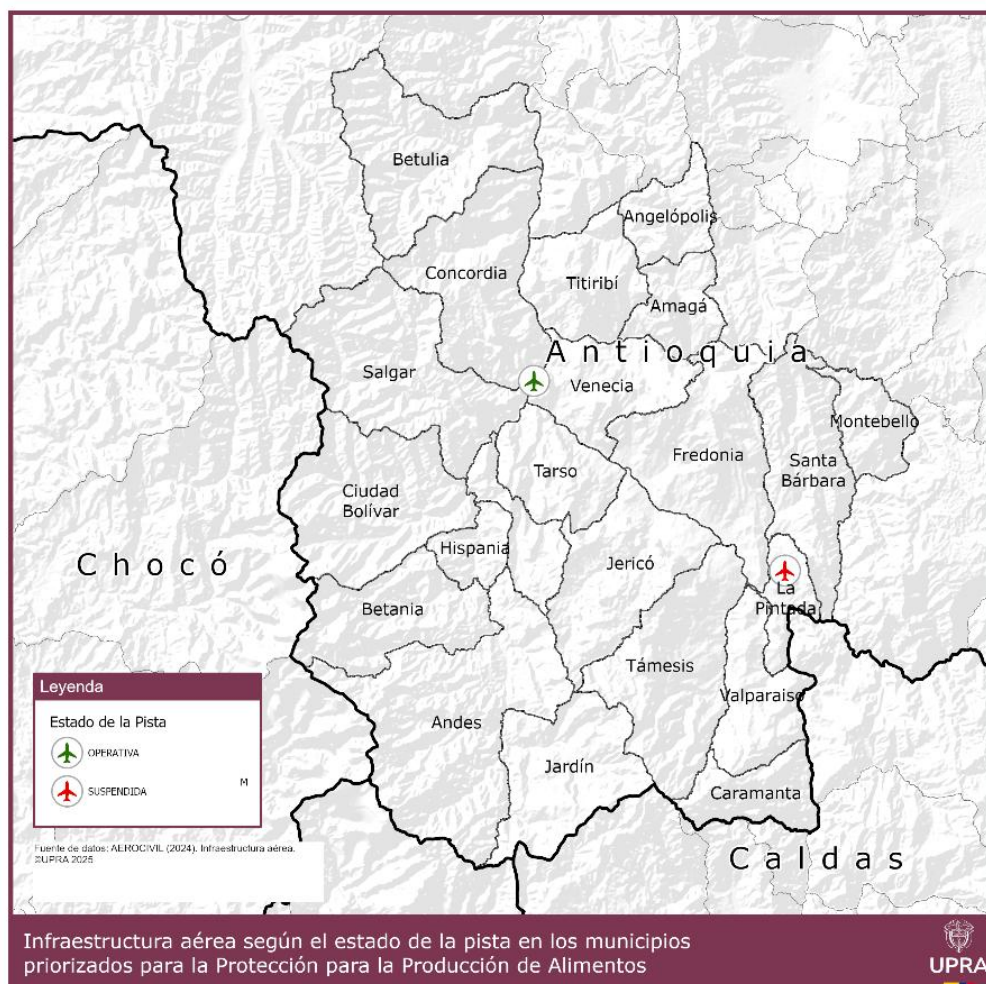 Betulia
Angelópolis
Concordia
Titiribí
Amagá
Antioquia
Salgar
Venecia
Montebello
Fredonia
Santa
Bárbara
Tarso
Ciudad
Bolívar
Hispania
Chocó
Jericó
La
Pintada
Betania
Támesis
Valparaiso
Andes
Jardín
Caramanta
Caldas
Leyenda
Estado de la Pista
OPERATIVA
SUSPENDIDA
M
Fuente de datos: AEROCIVIL (2024). Infraestructura aérea.
©UPRA 2025
Infraestructura aérea según el estado de la pista en los municipios
priorizados para la Protección para la Producción de Alimentos
UPRA